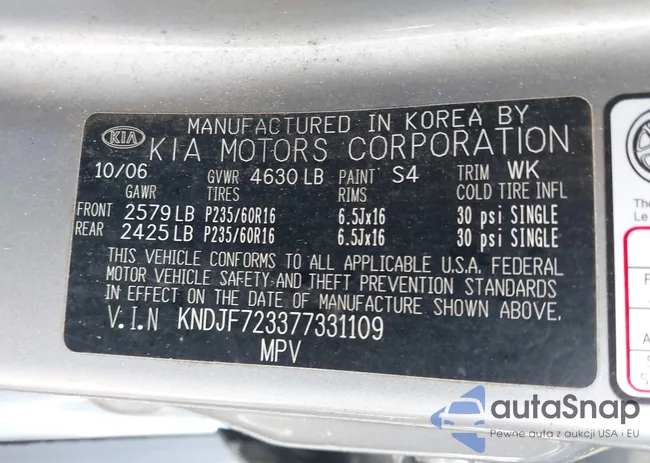 MANUFACTURED IN KOREA BY
KIA KIA MOTORS CORPORATION
10/06 GVWR 4630 LB PAINT S4 TRIM WK
GAWR TIRES RIMS COLD TIRE INFL
FRONT 2579 LB P235/60R16 6.5Jx16 30 psi SINGLE
REAR 2425 LB P235/60R16 6.5Jx16 30 psi SINGLE
THIS VEHICLE CONFORMS TO ALL APPLICABLE U.S.A. FEDERAL
MOTOR VEHICLE SAFETY AND THEFT PREVENTION STANDARDS
IN EFFECT ON THE DATE OF MANUFACTURE SHOWN ABOVE.
V.I.N KNDJF723377331109
MPV
The
Le
autaSnap
Pewne auta z aukcji USA i EU